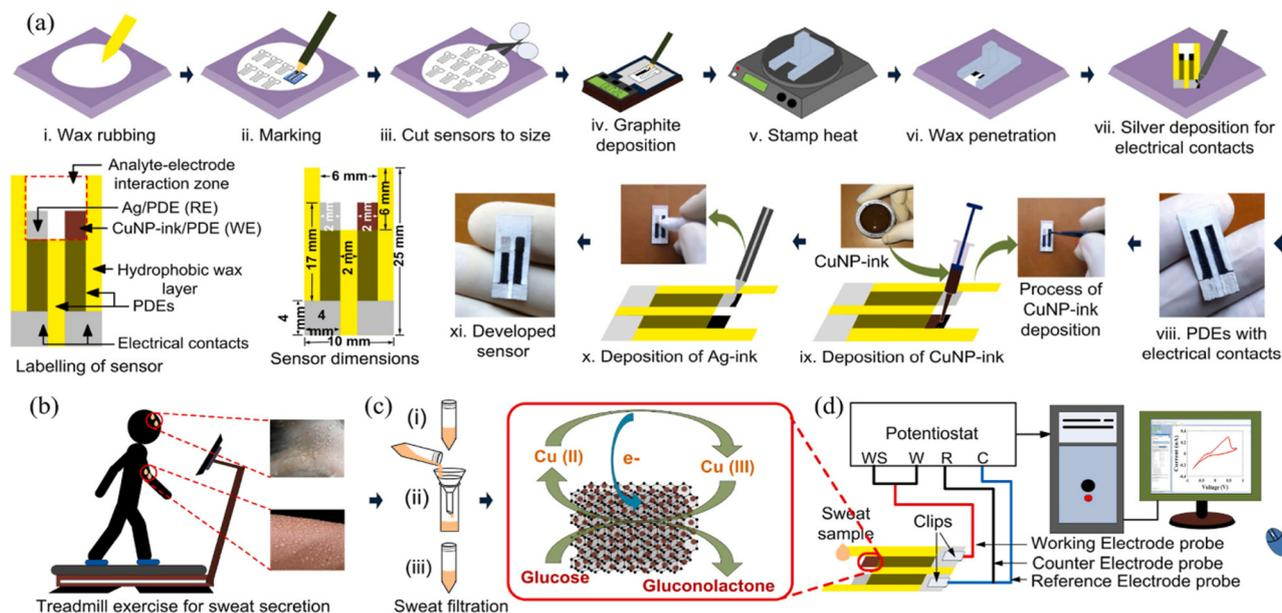 (a)
i. Wax rubbing
ii. Marking
iii. Cut sensors to size
iv. Graphite
deposition
v. Stamp heat
vi. Wax penetration
vii. Silver deposition for
electrical contacts
Analyte-electrode
interaction zone
Ag/PDE (RE)
CuNP-ink/PDE (WE)
Hydrophobic wax
layer
PDEs
Electrical contacts
Labelling of sensor
6 mm
2 mm
2 mm
6 mm
17 mm
2 mm
25 mm
4
mm
4
mm
10 mm
Sensor dimensions
xi. Developed
sensor
x. Deposition of Ag-ink
CuNP-ink
ix. Deposition of CuNP-ink
Process of
CuNP-ink
deposition
viii. PDEs with
electrical contacts
(b)
Treadmill exercise for sweat secretion
(c)
(i)
(ii)
(iii)
Sweat filtration
Cu (II)
e-
Cu (III)
Glucose
Gluconolactone
(d)
Potentiostat
WS W R C
Sweat
sample
Clips
Working Electrode probe
Counter Electrode probe
Reference Electrode probe
Current (mA)
Voltage (V)